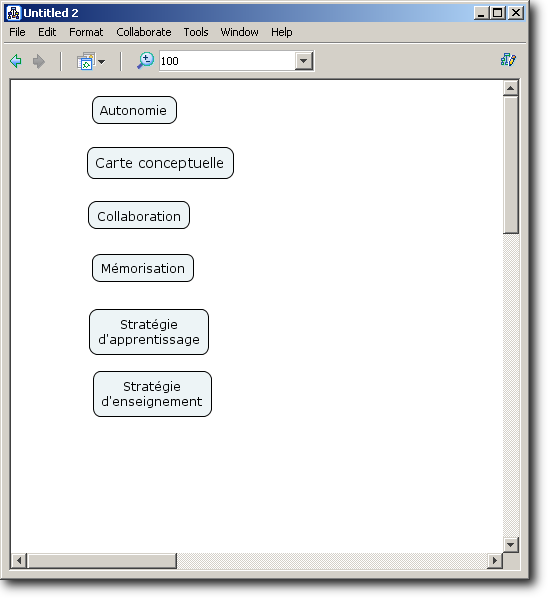 Untitled 2
File Edit Format Collaborate Tools Window Help
100
Autonomie
Carte conceptuelle
Collaboration
Mémorisation
Stratégie
d'apprentissage
Stratégie
d'enseignement